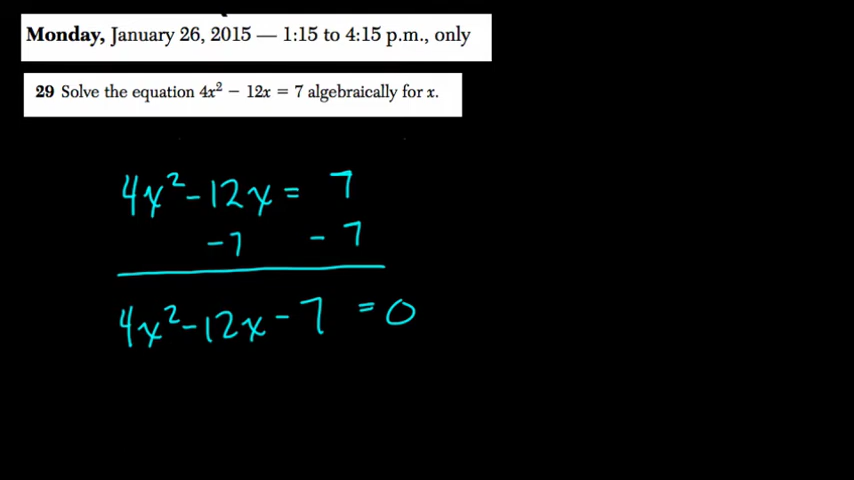 Monday, January 26, 2015 — 1:15 to 4:15 p.m., only
29 Solve the equation 4x² − 12x = 7 algebraically for x.
4x²-12x = 7
-7 - 7
4x²-12x - 7 = 0